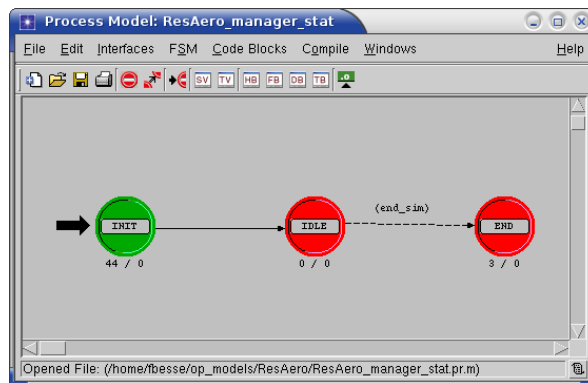 Process Model: ResAero_manager_stat
File Edit Interfaces FSM Code Blocks Compile Windows Help
SV TV HB FB DB TB
(end_sim)
INIT IDLE END
44 / 0 0 / 0 3 / 0
Opened File: (/home/fbesse/op_models/ResAero/ResAero_manager_stat.pr.m)